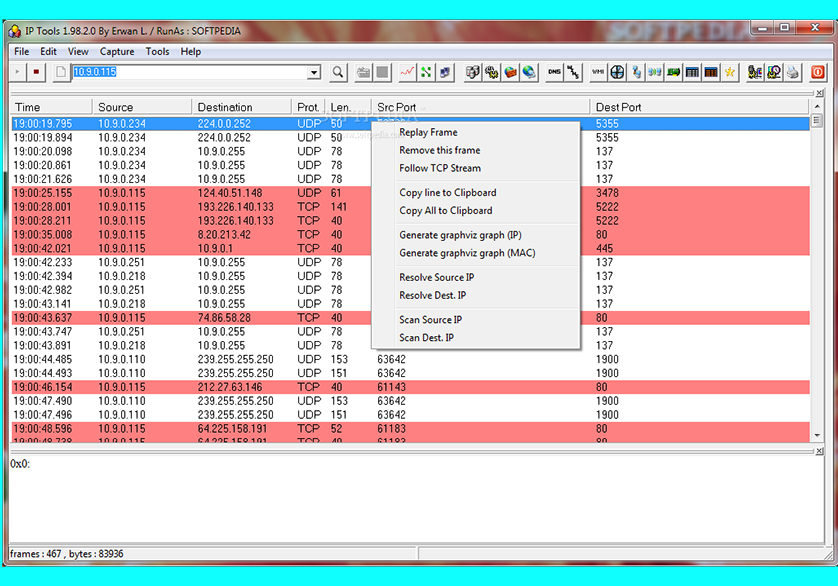 SOFTPEDIA
IP Tools 1.98.2.0 By Erwan L. / RunAs : SOFTPEDIA
File Edit View Capture Tools Help
10.9.0.115 DNS WMI
Time Source Destination Prot. Len. Src Port Dest Port
19:00:19.795 10.9.0.234 224.0.0.252 UDP 50 5355
19:00:19.894 10.9.0.234 224.0.0.252 UDP 50 5355
19:00:20.098 10.9.0.234 10.9.0.255 UDP 78 137
19:00:20.861 10.9.0.234 10.9.0.255 UDP 78 137
19:00:21.626 10.9.0.234 10.9.0.255 UDP 78 137
19:00:25.155 10.9.0.115 124.40.51.148 UDP 61 3478
19:00:28.001 10.9.0.115 193.226.140.133 TCP 141 5222
19:00:28.211 10.9.0.115 193.226.140.133 TCP 40 5222
19:00:35.008 10.9.0.115 8.20.213.42 TCP 40 80
19:00:42.021 10.9.0.115 10.9.0.1 TCP 40 445
19:00:42.233 10.9.0.251 10.9.0.255 UDP 78 137
19:00:42.394 10.9.0.218 10.9.0.255 UDP 78 137
19:00:42.982 10.9.0.251 10.9.0.255 UDP 78 137
19:00:43.141 10.9.0.218 10.9.0.255 UDP 78 137
19:00:43.637 10.9.0.115 74.86.58.28 TCP 40 80
19:00:43.747 10.9.0.251 10.9.0.255 UDP 78 137
19:00:43.891 10.9.0.218 10.9.0.255 UDP 78 137
19:00:44.485 10.9.0.110 239.255.255.250 UDP 153 63642 1900
19:00:44.493 10.9.0.110 239.255.255.250 UDP 151 63642 1900
19:00:46.154 10.9.0.115 212.27.63.146 TCP 40 61143 80
19:00:47.490 10.9.0.110 239.255.255.250 UDP 153 63642 1900
19:00:47.496 10.9.0.110 239.255.255.250 UDP 151 63642 1900
19:00:48.596 10.9.0.115 64.225.158.191 TCP 52 61183 80
19:00:48.738 10.9.0.115 64.225.158.191 TCP 40 61183 80
Replay Frame
Remove this frame
Follow TCP Stream
Copy line to Clipboard
Copy All to Clipboard
Generate graphviz graph (IP)
Generate graphviz graph (MAC)
Resolve Source IP
Resolve Dest. IP
Scan Source IP
Scan Dest. IP
0x0:
frames : 467 , bytes : 83936